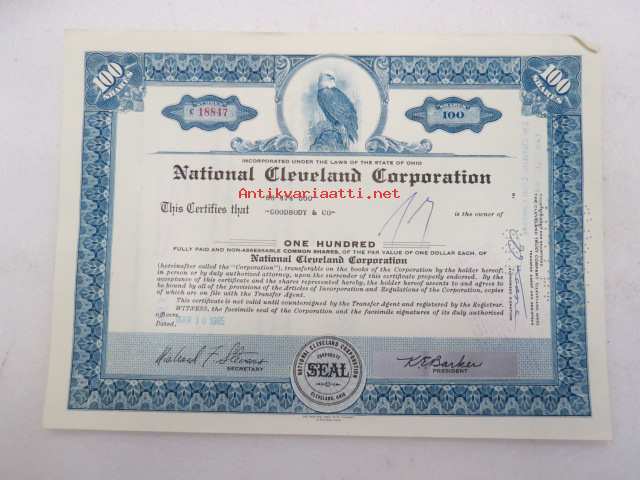 100
SHARES
100
SHARES
NUMBER
C 18847
SHARES
100
INCORPORATED UNDER THE LAWS OF THE STATE OF OHIO
National Cleveland Corporation
Antikvariaatti.net
This Certifies that
"GOODBODY & CO"
is the owner of
ONE HUNDRED
FULLY PAID AND NON-ASSESSABLE COMMON SHARES, OF THE PAR VALUE OF ONE DOLLAR EACH, OF
National Cleveland Corporation
(hereinafter called the "Corporation"), transferable on the books of the Corporation by the holder hereof
in person or by duly authorized attorney, upon the surrender of this certificate properly endorsed. By the
acceptance of this certificate and the shares represented hereby, the holder hereof assents to and agrees to
be bound by all of the provisions of the Articles of Incorporation and Regulations of the Corporation, copies
of which are on file with the Transfer Agent.
This certificate is not valid until countersigned by the Transfer Agent and registered by the Registrar.
WITNESS, the facsimile seal of the Corporation and the facsimile signatures of its duly authorized
officers.
Dated:
SECRETARY
NATIONAL CLEVELAND CORPORATION
CORPORATE
SEAL
CLEVELAND, OHIO
K E Barker
PRESIDENT